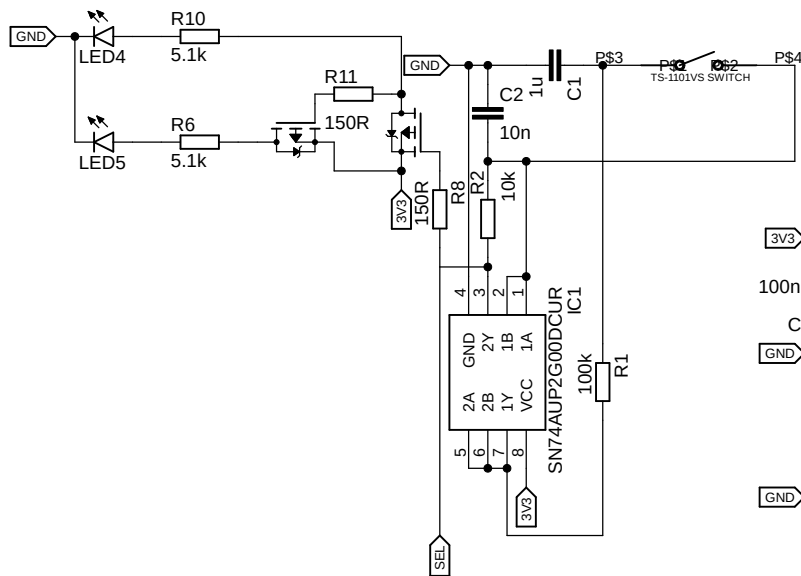 GND
LED4
R10
5.1k
LED5
R6
5.1k
R11
150R
3V3
GND
1u
C1
C2
10n
P$3
P$1
P$2
P$4
TS-1101VS SWITCH
150R
R8
R2
10k
3V3
100n
C
GND
GND
4
3
2
1
IC1
GND
2Y
1B
1A
2A
2B
1Y
VCC
SN74AUP2G00DCUR
5
6
7
8
100k
R1
3V3
SEL